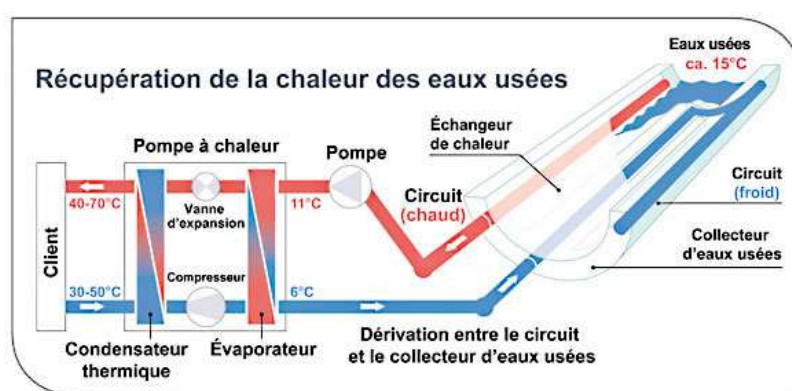 Récupération de la chaleur des eaux usées
Eaux usées
ca. 15°C
Pompe à chaleur
Pompe
Échangeur
de chaleur
Circuit
(chaud)
Circuit
(froid)
Collecteur
d'eaux usées
Client
40-70°C
Vanne
d'expansion
11°C
Compresseur
30-50°C
6°C
Condensateur
thermique
Évaporateur
Dérivation entre le circuit
et le collecteur d'eaux usées